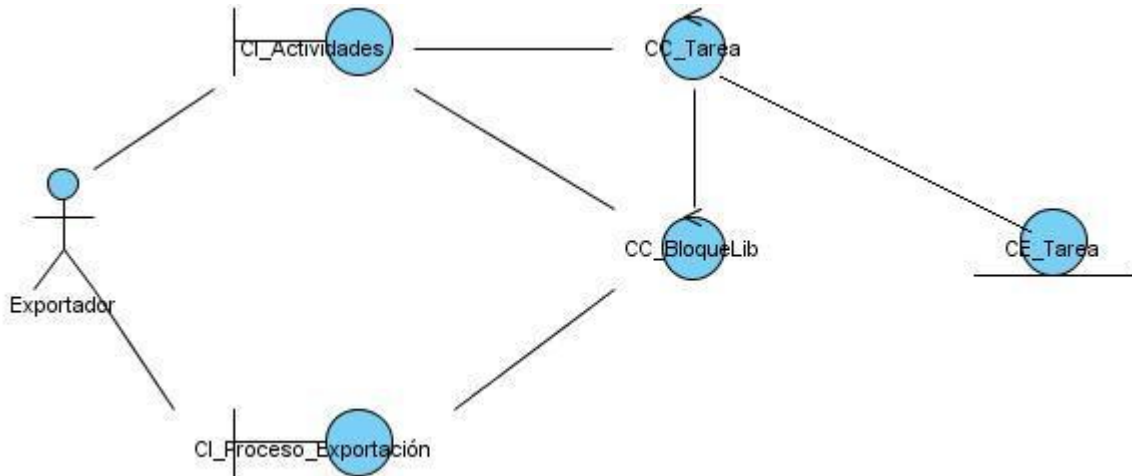 CI_Actividades
CC_Tarea
CC_BloqueLib
CE_Tarea
Exportador
CI_Proceso_Exportación